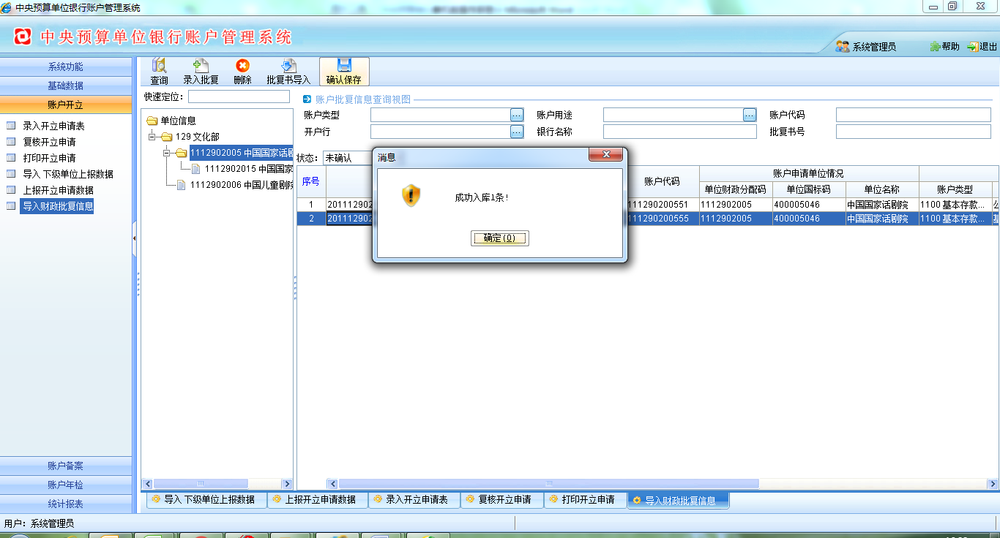 中央预算单位银行账户管理系统
中央预算单位银行账户管理系统
系统管理员 帮助 退出
系统功能
基础数据
账户开立
录入开立申请表
复核开立申请
打印开立申请
导入下级单位上报数据
上报开立申请数据
导入财政批复信息
账户备案
账户年检
统计报表
查询 录入批复 删除 批复书导入 确认保存
快速定位：
单位信息
129 文化部
1112902005 中国国家话剧
1112902015 中国国家
1112902006 中国儿童剧院
账户批复信息查询视图
账户类型 账户用途 账户代码
开户行 银行名称 批复书号
状态： 未确认
序号 账户代码 账户申请单位情况
单位财政分配码 单位国标码 单位名称 账户类型
1 201112902 111290200551 1112902005 400005046 中国国家话剧院 1100 基本存款...
2 201112902 111290200555 1112902005 400005046 中国国家话剧院 1100 基本存款...
消息
成功入库1条！
确定(O)
导入下级单位上报数据 上报开立申请数据 录入开立申请表 复核开立申请 打印开立申请 导入财政批复信息
用户： 系统管理员